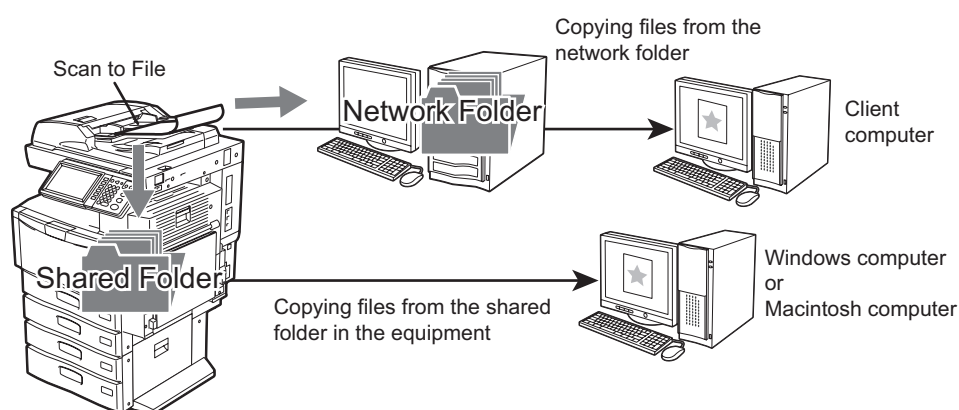 Copying files from the
network folder
Scan to File
Network Folder
Client
computer
Shared Folder
Windows computer
or
Macintosh computer
Copying files from the shared
folder in the equipment